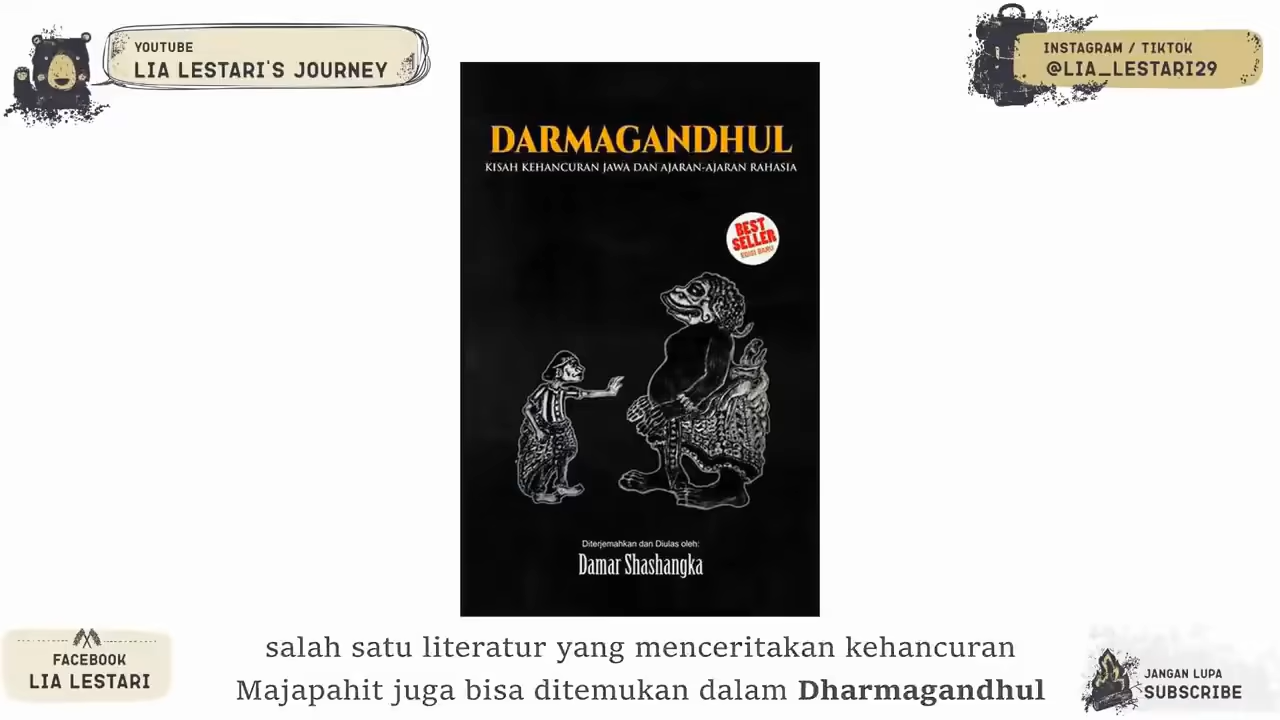 YOUTUBE
LIA LESTARI'S JOURNEY
INSTAGRAM / TIKTOK
@LIA_LESTARI29
DARMAGANDHUL
KISAH KEHANCURAN JAWA DAN AJARAN-AJARAN RAHASIA
BEST
SELLER
EDISI BARU
Diterjemahkan dan Diulas oleh:
Damar Shashangka
salah satu literatur yang menceritakan kehancuran
Majapahit juga bisa ditemukan dalam Dharmagandhul
FACEBOOK
LIA LESTARI
JANGAN LUPA
SUBSCRIBE